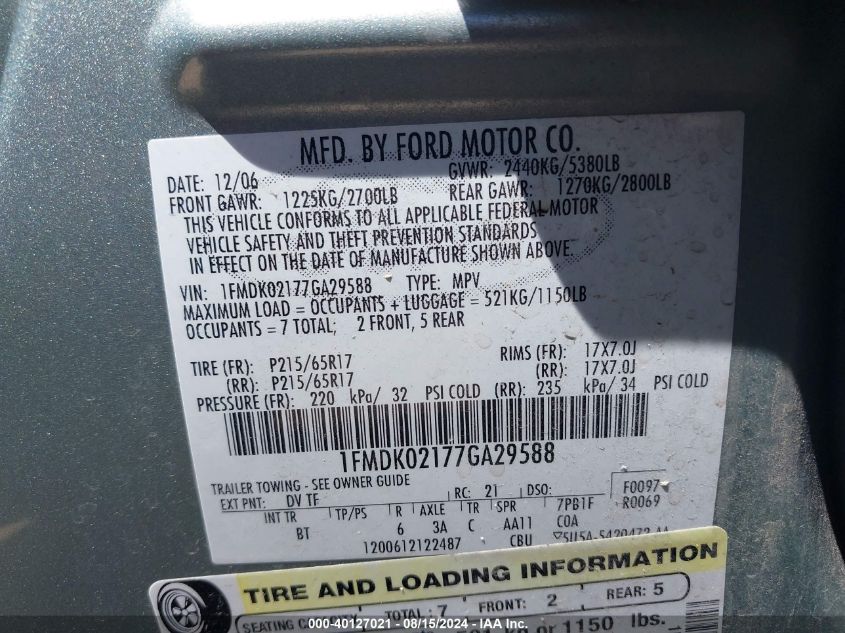 MFD. BY FORD MOTOR CO.
DATE: 12/06 GVWR: 2440KG/5380LB
FRONT GAWR: 1225KG/2700LB REAR GAWR: 1270KG/2800LB
THIS VEHICLE CONFORMS TO ALL APPLICABLE FEDERAL MOTOR
VEHICLE SAFETY AND THEFT PREVENTION STANDARDS
IN EFFECT ON THE DATE OF MANUFACTURE SHOWN ABOVE.
VIN: 1FMDK02177GA29588 TYPE: MPV
MAXIMUM LOAD = OCCUPANTS + LUGGAGE = 521KG/1150LB
OCCUPANTS = 7 TOTAL; 2 FRONT, 5 REAR
TIRE (FR): P215/65R17 RIMS (FR): 17X7.0J
(RR): P215/65R17 (RR): 17X7.0J
PRESSURE (FR): 220 kPa/ 32 PSI COLD (RR): 235 kPa/ 34 PSI COLD
1FMDK02177GA29588
TRAILER TOWING - SEE OWNER GUIDE
EXT PNT: DV TF RC: 21 DSO: F0097
INT TR TP/PS R AXLE TR SPR 7PB1F R0069
BT 6 3A C AA11 COA
1200612122487 CBU
TIRE AND LOADING INFORMATION
SEATING TOTAL: 7 FRONT: 2 REAR: 5
or 1150 lbs.
000-40127021 - 08/15/2024 - IAA Inc.